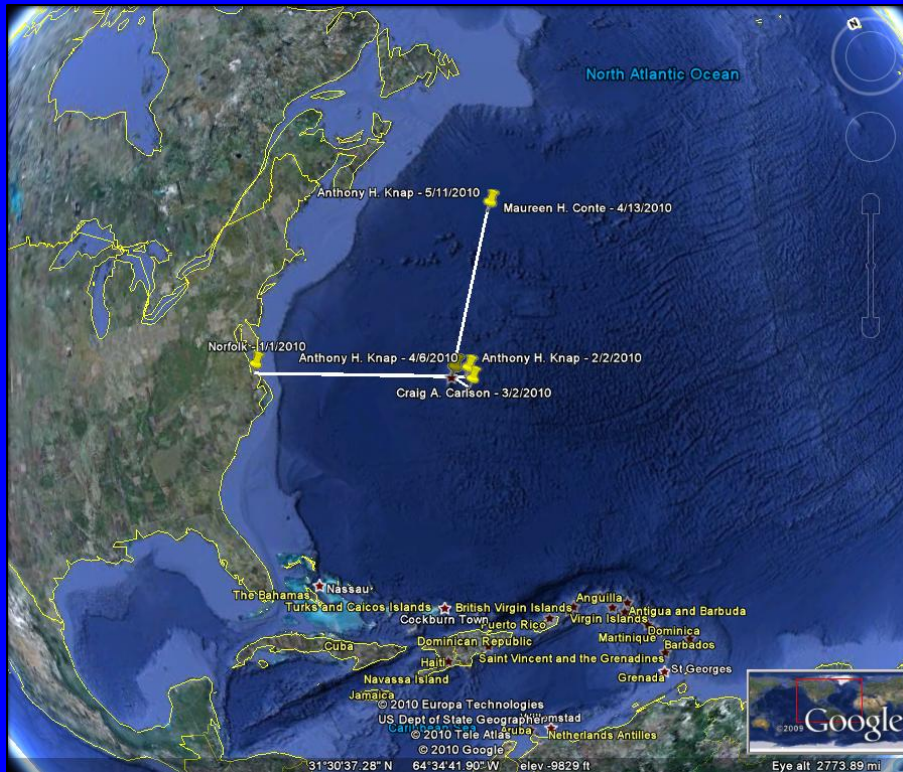 N
North Atlantic Ocean
Anthony H. Knap - 5/11/2010
Maureen H. Conte - 4/13/2010
Norfolk - 1/1/2010
Anthony H. Knap - 4/6/2010
Anthony H. Knap - 2/2/2010
Craig A. Carlson - 3/2/2010
Nassau
The Bahamas
Turks and Caicos Islands
Cockburn Town
British Virgin Islands
Anguilla
Antigua and Barbuda
Puerto Rico
Virgin Islands
Dominica
Martinique
Cuba
Dominican Republic
Barbados
Haiti
Saint Vincent and the Grenadines
St Georges
Grenada
Navassa Island
Jamaica
© 2010 Europa Technologies
US Dept of State Geographer
© 2010 Tele Atlas
Aruba
Netherlands Antilles
© 2010 Google
©2009 Google
31°30'37.28" N 64°34'41.90" W elev -9829 ft
Eye alt 2773.89 mi